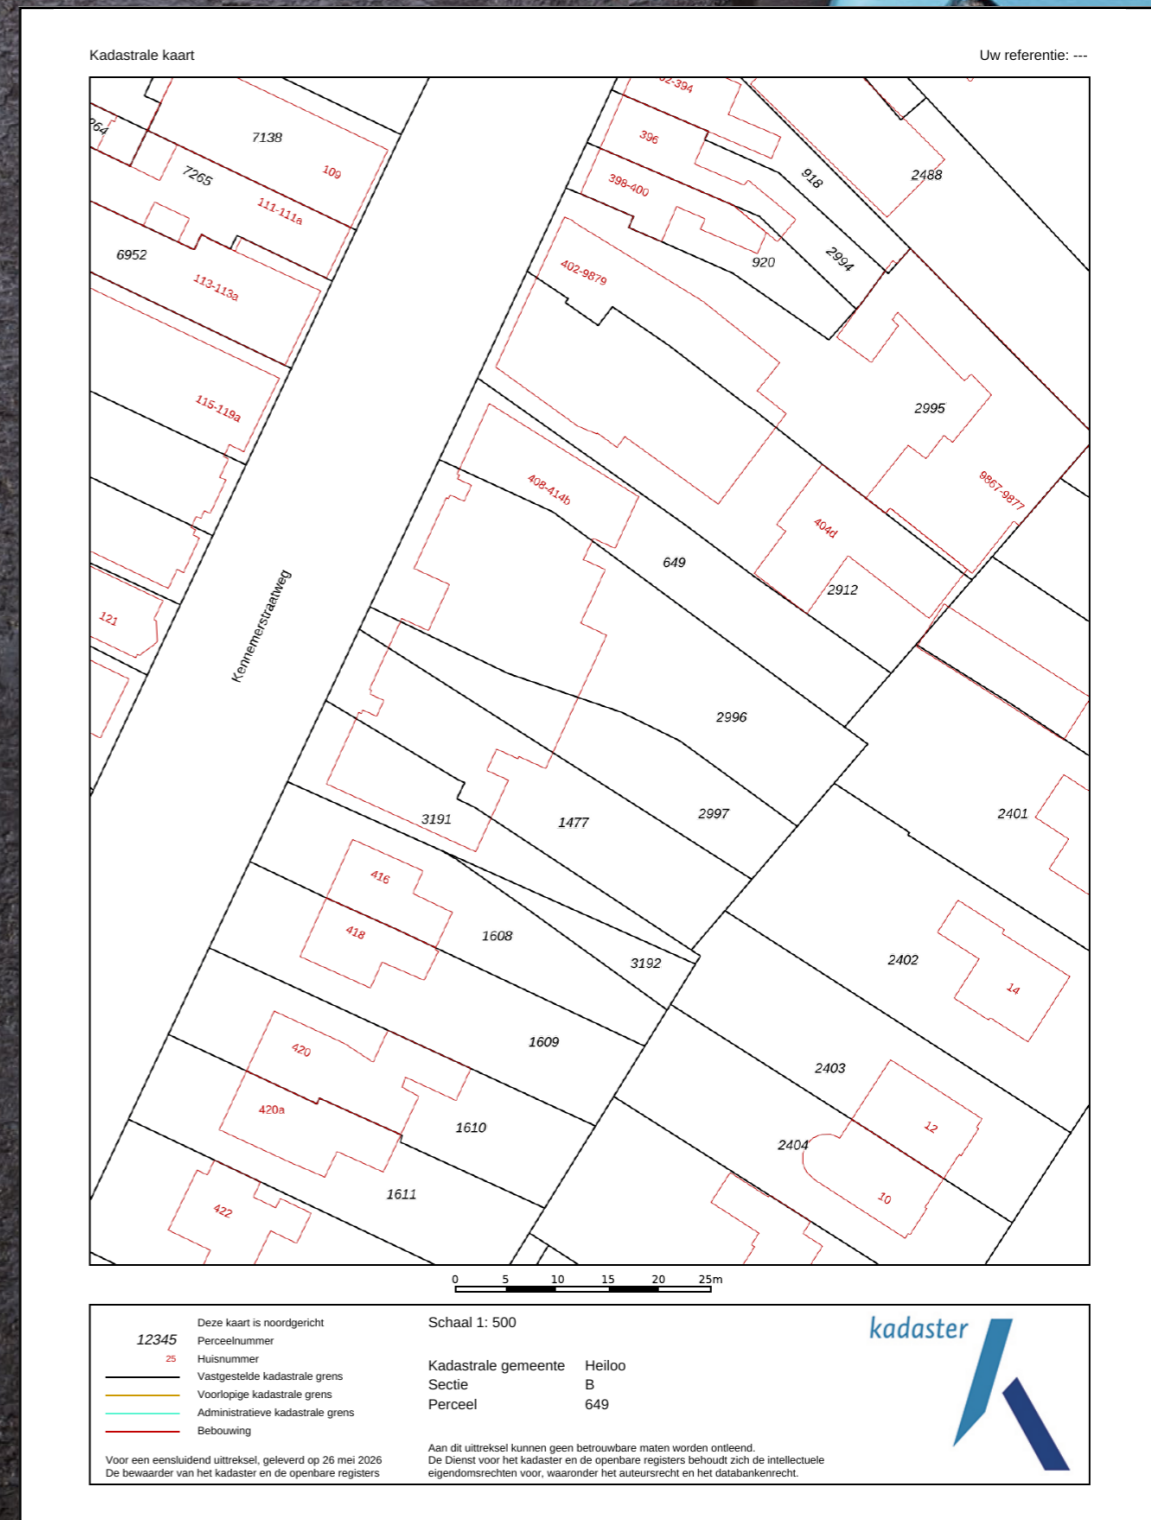 Kadastrale kaart
Uw referentie: ---
392-394
7138
396
109
7265
918
2488
398-400
111-111a
6952
920
2994
402-9879
113-113a
115-119a
2995
9867-9877
408-414b
404d
649
2912
121
Kennemerstraatweg
2996
2997
2401
3191
1477
416
418
1608
2402
3192
14
1609
420
2403
420a
1610
12
2404
1611
10
422
0 5 10 15 20 25m
Deze kaart is noordgericht
12345 Perceelnummer
25 Huisnummer
Vastgestelde kadastrale grens
Voorlopige kadastrale grens
Administratieve kadastrale grens
Bebouwing
Voor een eensluidend uittreksel, geleverd op 26 mei 2026
De bewaarder van het kadaster en de openbare registers
Schaal 1: 500
Kadastrale gemeente Heiloo
Sectie B
Perceel 649
Aan dit uittreksel kunnen geen betrouwbare maten worden ontleend.
De Dienst voor het kadaster en de openbare registers behoudt zich de intellectuele
eigendomsrechten voor, waaronder het auteursrecht en het databankenrecht.
kadaster